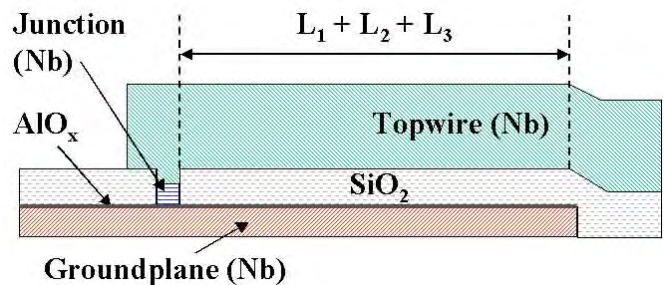 Junction
(Nb)
L₁ + L₂ + L₃
AlOₓ
Topwire (Nb)
SiO₂
Groundplane (Nb)